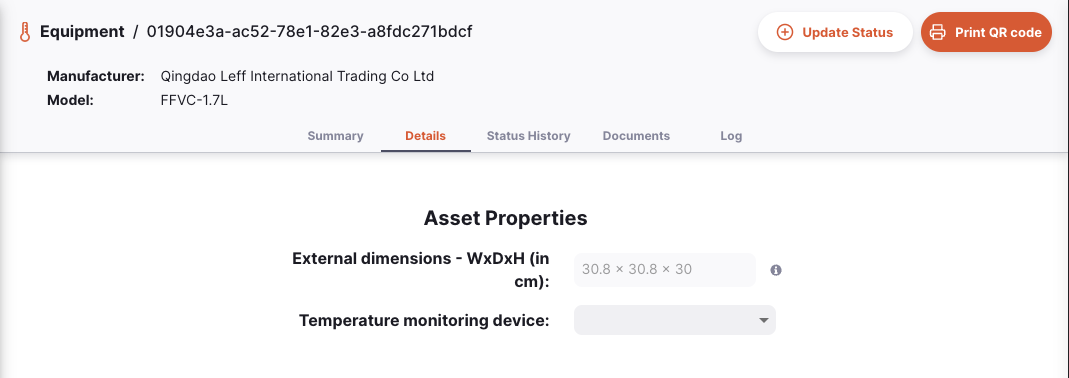 Equipment / 01904e3a-ac52-78e1-82e3-a8fdc271bdcf
Update Status
Print QR code
Manufacturer: Qingdao Leff International Trading Co Ltd
Model: FFVC-1.7L
Summary Details Status History Documents Log
Asset Properties
External dimensions - WxDxH (in
cm):
30.8 x 30.8 x 30
Temperature monitoring device: